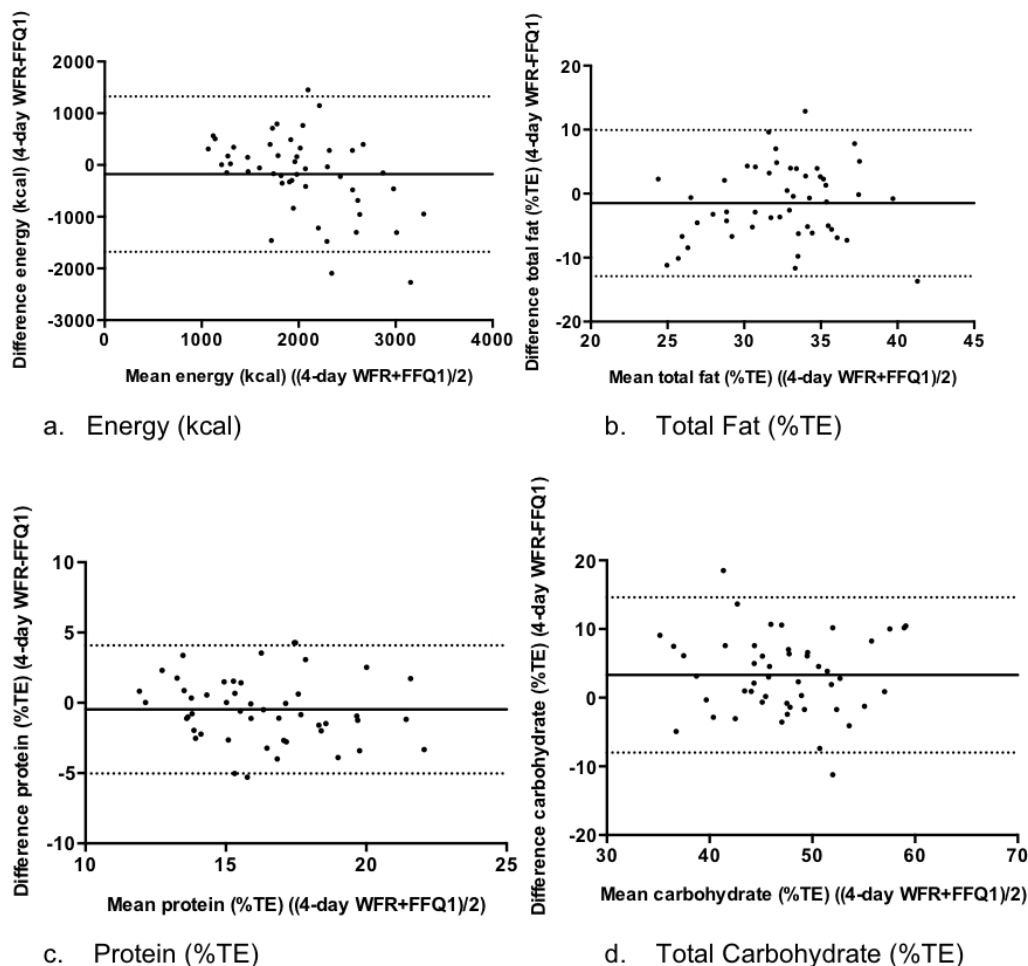 Difference energy (kcal) (4-day WFR-FFQ1)
2000
1000
0
-1000
-2000
-3000
0 1000 2000 3000 4000
Mean energy (kcal) ((4-day WFR+FFQ1)/2)
a. Energy (kcal)
Difference total fat (%TE) (4-day WFR-FFQ1)
20
10
0
-10
-20
20 25 30 35 40 45
Mean total fat (%TE) ((4-day WFR+FFQ1)/2)
b. Total Fat (%TE)
Difference protein (%TE) (4-day WFR-FFQ1)
10
5
0
-5
-10
10 15 20 25
Mean protein (%TE) ((4-day WFR+FFQ1)/2)
c. Protein (%TE)
Difference carbohydrate (%TE) (4-day WFR-FFQ1)
20
10
0
-10
-20
30 40 50 60 70
Mean carbohydrate (%TE) ((4-day WFR+FFQ1)/2)
d. Total Carbohydrate (%TE)